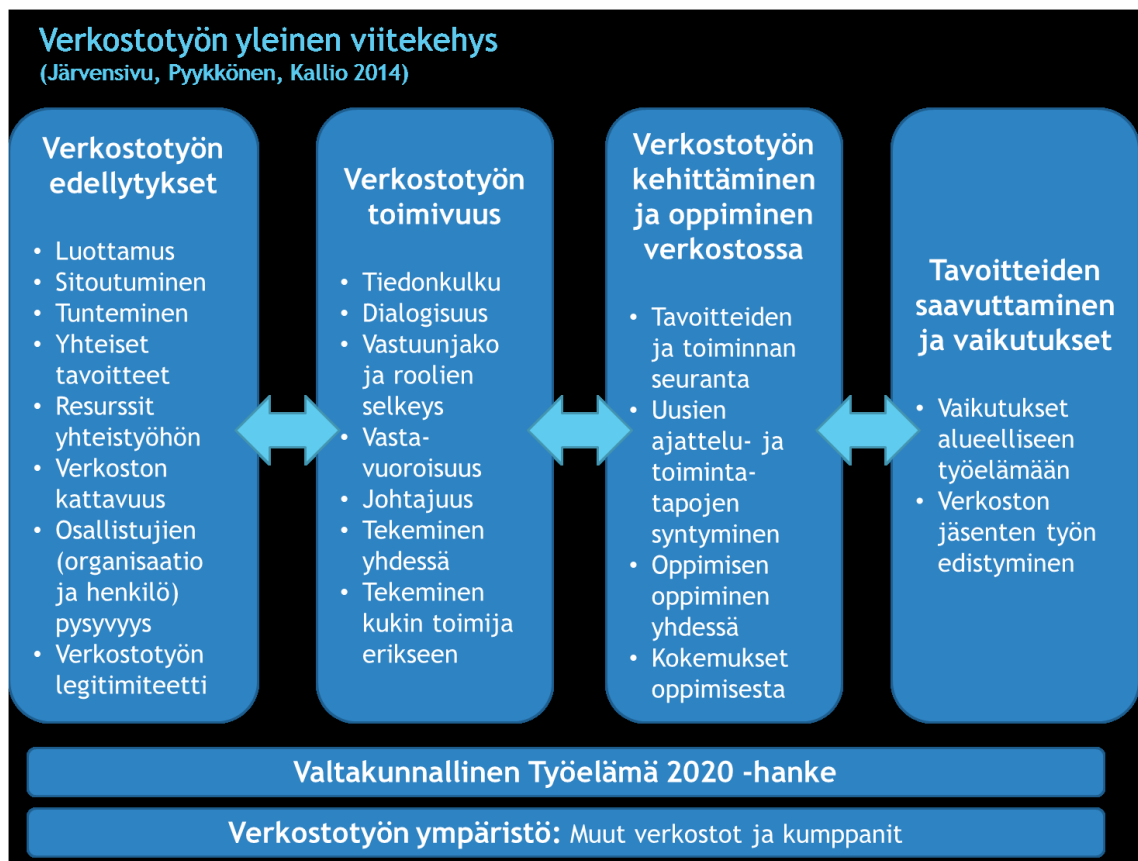 Verkostotyön yleinen viitekehys
(Järvensivu, Pyykkönen, Kallio 2014)
Verkostotyön
edellytykset
• Luottamus
• Sitoutuminen
• Tunteminen
• Yhteiset
tavoitteet
• Resurssit
yhteistyöhön
• Verkoston
kattavuus
• Osallistujien
(organisaatio
ja henkilö)
pysyvyys
• Verkostotyön
legitimiteetti
Verkostotyön
toimivuus
• Tiedonkulku
• Dialogisuus
• Vastuunjako
ja roolien
selkeys
• Vasta-
vuoroisuus
• Johtajuus
• Tekeminen
yhdessä
• Tekeminen
kukin toimija
erikseen
Verkostotyön
kehittäminen
ja oppiminen
verkostossa
• Tavoitteiden
ja toiminnan
seuranta
• Uusien
ajattelu- ja
toiminta-
tapojen
syntyminen
• Oppimisen
oppiminen
yhdessä
• Kokemukset
oppimisesta
Tavoitteiden
saavuttaminen
ja vaikutukset
• Vaikutukset
alueelliseen
työelämään
• Verkoston
jäsenten työn
edistyminen
Valtakunnallinen Työelämä 2020 -hanke
Verkostotyön ympäristö: Muut verkostot ja kumppanit